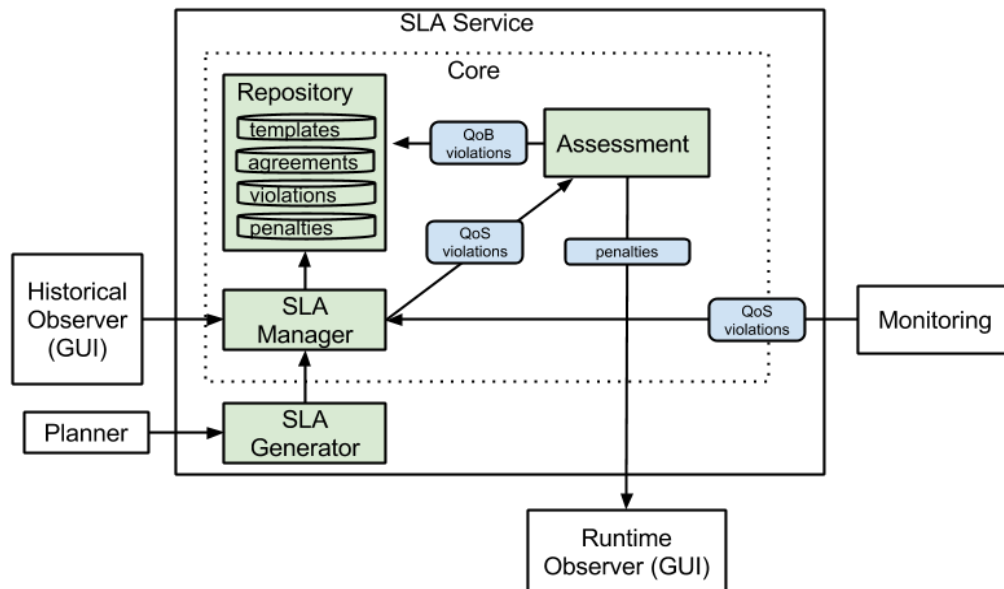 SLA Service
Core
Repository
templates
agreements
violations
penalties
QoB
violations
Assessment
QoS
violations
penalties
Historical
Observer
(GUI)
SLA
Manager
QoS
violations
Monitoring
Planner
SLA
Generator
Runtime
Observer (GUI)